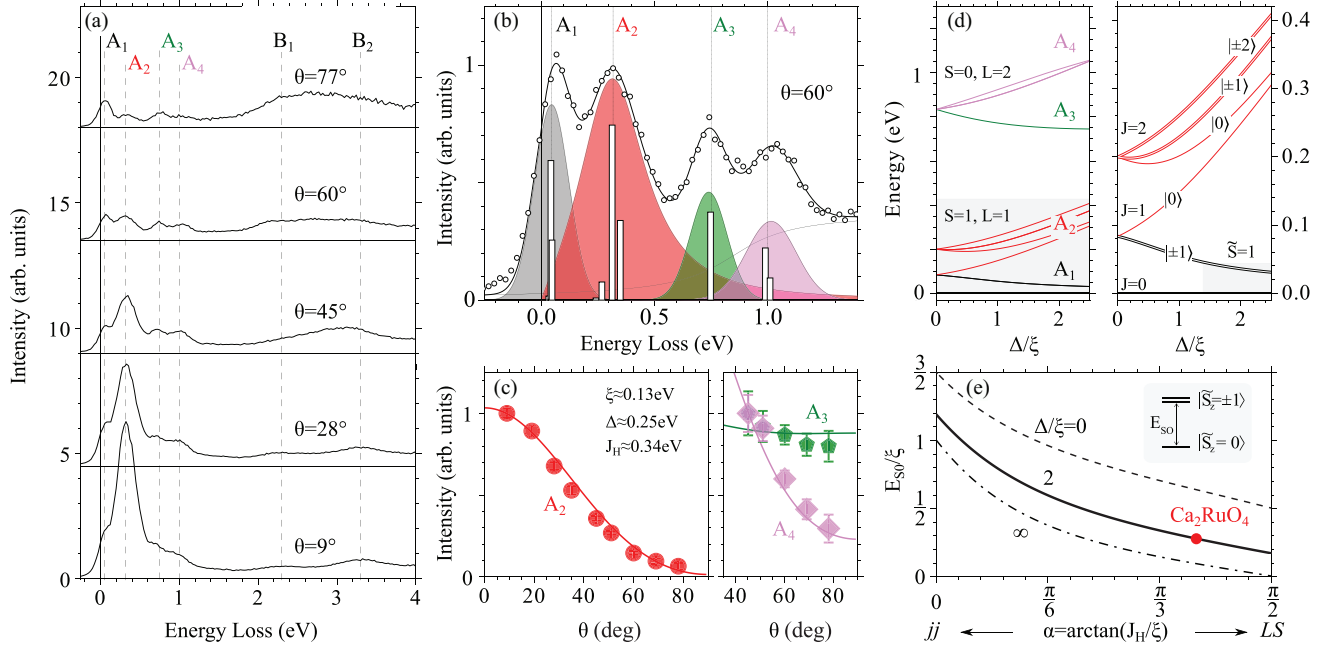 (a)
A1 A3 B1 B2
A2 A4
θ=77°
θ=60°
θ=45°
θ=28°
θ=9°
20
15
10
5
0
Intensity (arb. units)
0 1 2 3 4
Energy Loss (eV)
(b)
A1 A2 A3 A4
θ=60°
1
0
Intensity (arb. units)
0.0 0.5 1.0
Energy Loss (eV)
(c)
ξ≈0.13eV
Δ≈0.25eV
JH≈0.34eV
A2
1
0
Intensity (arb. units)
0 20 40 60 80
θ (deg)
A3
A4
40 60 80
θ (deg)
(d)
A4
S=0, L=2
A3
S=1, L=1
A2
A1
1
0
Energy (eV)
0 1 2
Δ/ξ
|±2⟩
|±1⟩
|0⟩
J=2
J=1
|0⟩
|±1⟩
S̃=1
J=0
0.4
0.3
0.2
0.1
0.0
0 1 2
Δ/ξ
(e)
Δ/ξ=0
2
∞
Ca2RuO4
ESO
|S̃z=±1⟩
|S̃z= 0⟩
3/2
1
1/2
0
ES0/ξ
0 π/6 π/3 π/2
jj ← α=arctan(JH/ξ) → LS